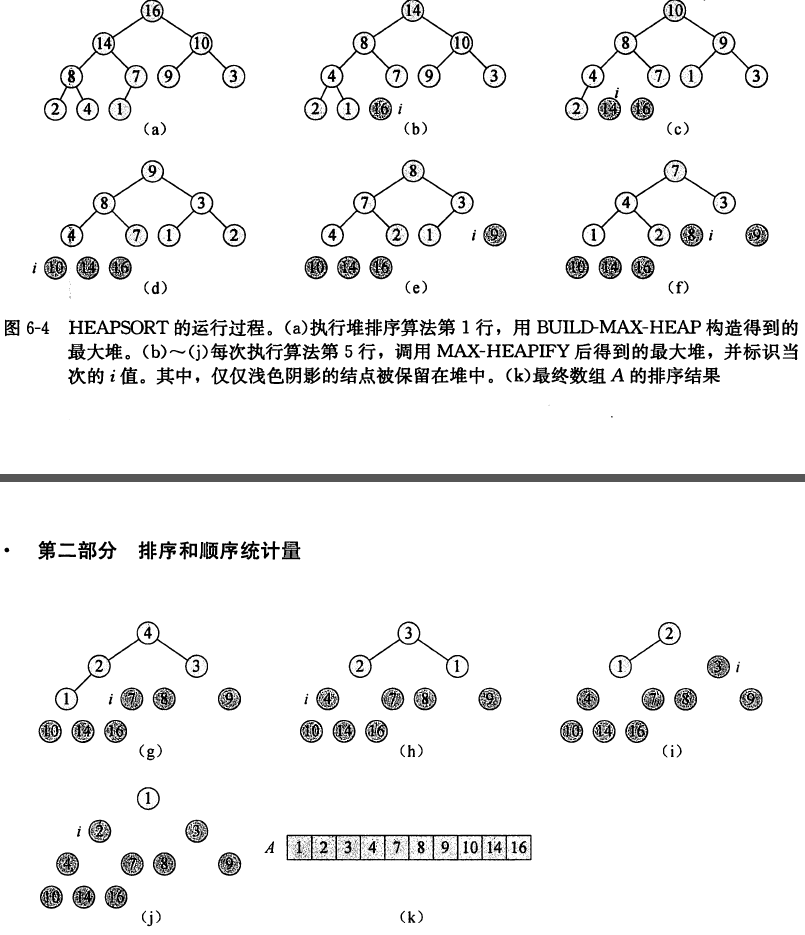 16
14 10
8 7 9 3
2 4 1
(a)
14
8 10
4 7 9 3
2 1 16 i
(b)
10
8 9
4 7 1 3
i
2 14 16
(c)
9
8 3
4 7 1 2
i 10 14 16
(d)
8
7 3
4 2 1 i 9
10 14 16
(e)
7
4 3
1 2 8 i 9
10 14 16
(f)
图 6-4 HEAPSORT 的运行过程。(a)执行堆排序算法第 1 行，用 BUILD-MAX-HEAP 构造得到的
最大堆。(b)～(j)每次执行算法第 5 行，调用 MAX-HEAPIFY 后得到的最大堆，并标识当
次的 i 值。其中，仅仅浅色阴影的结点被保留在堆中。(k)最终数组 A 的排序结果
· 第二部分 排序和顺序统计量
4
2 3
1 i 7 8 9
10 14 16
(g)
3
2 1
i 4 7 8 9
10 14 16
(h)
2
1 3 i
4 7 8 9
10 14 16
(i)
1
i 2 3
4 7 8 9
10 14 16
(j)
A 1 2 3 4 7 8 9 10 14 16
(k)